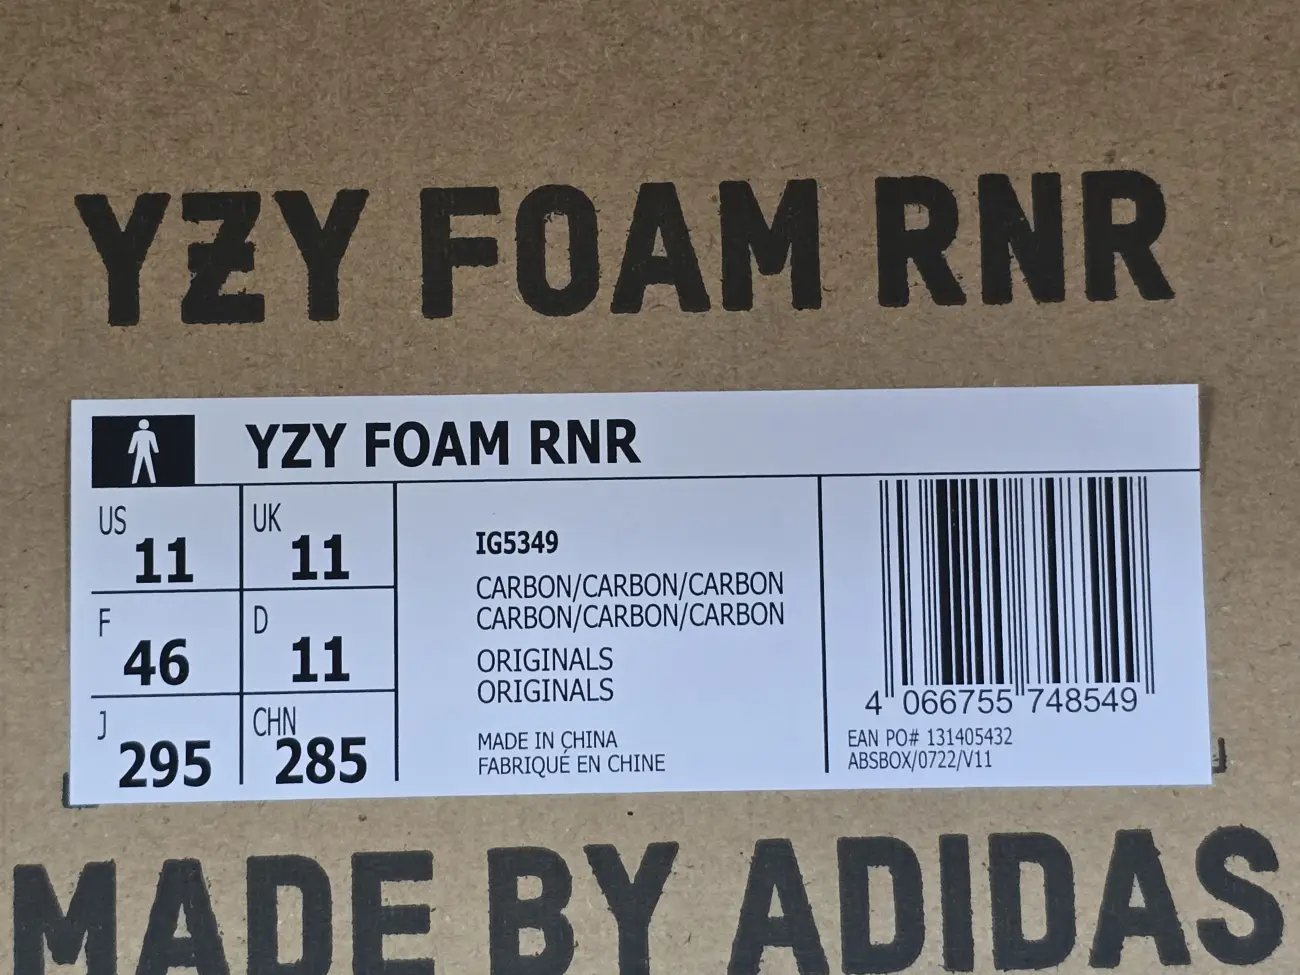 YZY FOAM RNR
YZY FOAM RNR
US 11
UK 11
F 46
D 11
J 295
CHN 285
IG5349
CARBON/CARBON/CARBON
CARBON/CARBON/CARBON
ORIGINALS
ORIGINALS
MADE IN CHINA
FABRIQUÉ EN CHINE
4 066755 748549
EAN PO# 131405432
ABSBOX/0722/V11
MADE BY ADIDAS